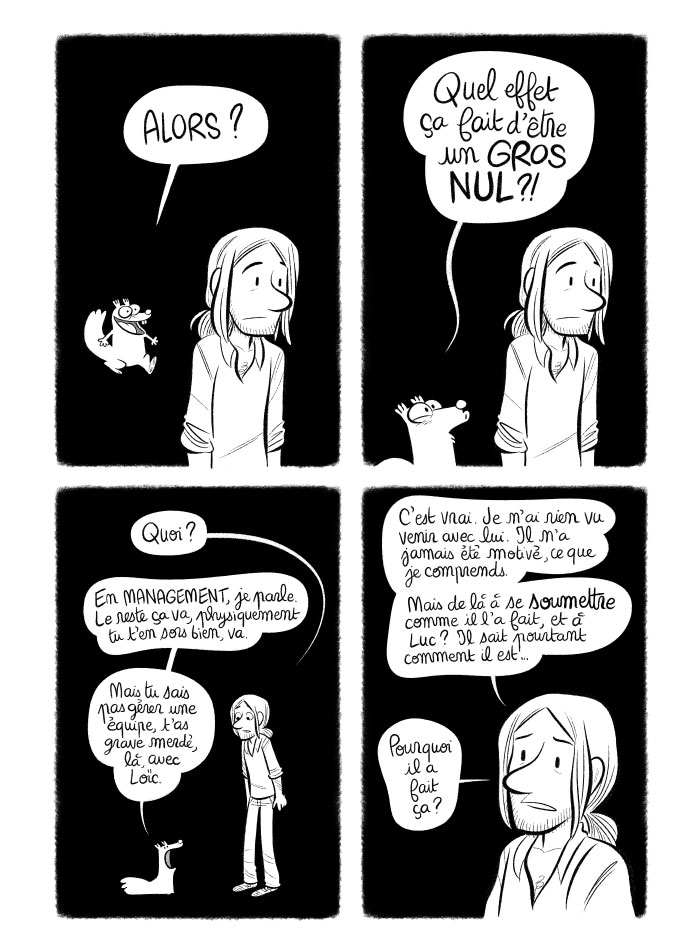 ALORS ?
Quel effet
ça fait d'être
un GROS
NUL ?!
Quoi ?
En MANAGEMENT, je parle.
Le reste ça va, physiquement
tu t'en sors bien, va.
Mais tu sais
pas gérer une
équipe, t'as
grave merdé,
là, avec
Loïc.
C'est vrai. Je n'ai rien vu
venir avec lui. Il n'a
jamais été motivé, ce que
je comprends.
Mais de là à se soumettre
comme il l'a fait, et à
Luc ? Il sait pourtant
comment il est...
Pourquoi
il a
fait
ça ?